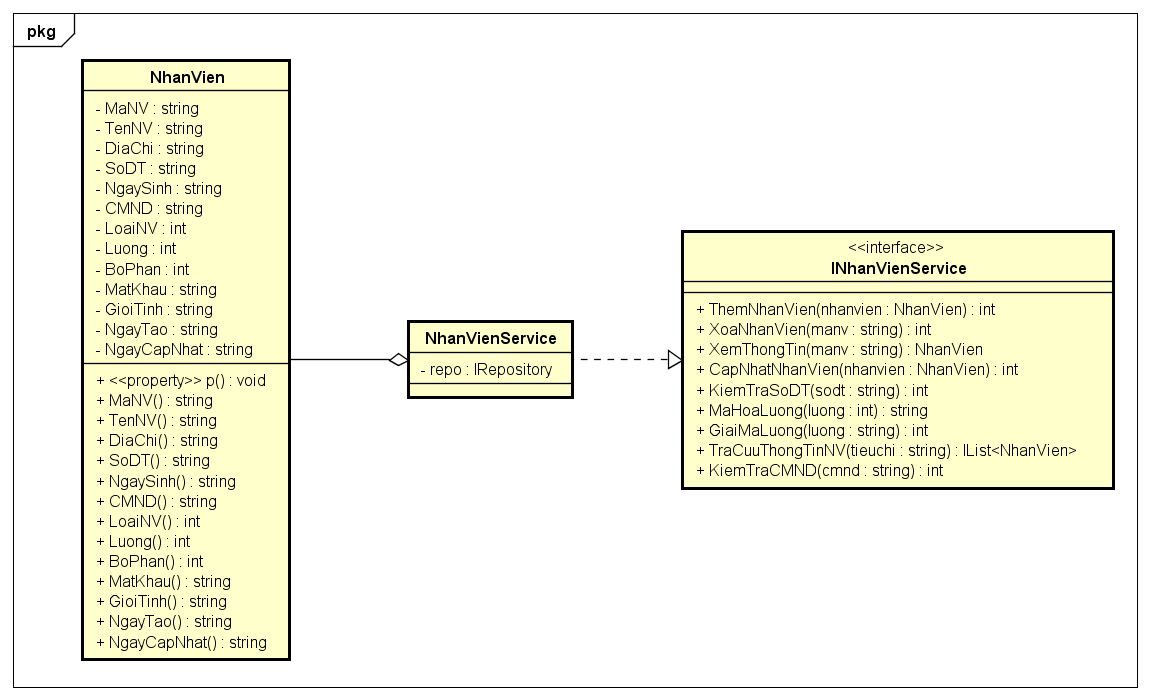 pkg
NhanVien
- MaNV : string
- TenNV : string
- DiaChi : string
- SoDT : string
- NgaySinh : string
- CMND : string
- LoaiNV : int
- Luong : int
- BoPhan : int
- MatKhau : string
- GioiTinh : string
- NgayTao : string
- NgayCapNhat : string
+ <<property>> p() : void
+ MaNV() : string
+ TenNV() : string
+ DiaChi() : string
+ SoDT() : string
+ NgaySinh() : string
+ CMND() : string
+ LoaiNV() : int
+ Luong() : int
+ BoPhan() : int
+ MatKhau() : string
+ GioiTinh() : string
+ NgayTao() : string
+ NgayCapNhat() : string
NhanVienService
- repo : IRepository
<<interface>>
INhanVienService
+ ThemNhanVien(nhanvien : NhanVien) : int
+ XoaNhanVien(manv : string) : int
+ XemThongTin(manv : string) : NhanVien
+ CapNhatNhanVien(nhanvien : NhanVien) : int
+ KiemTraSoDT(sodt : string) : int
+ MaHoaLuong(luong : int) : string
+ GiaiMaLuong(luong : string) : int
+ TraCuuThongTinNV(tieuchi : string) : IList<NhanVien>
+ KiemTraCMND(cmnd : string) : int